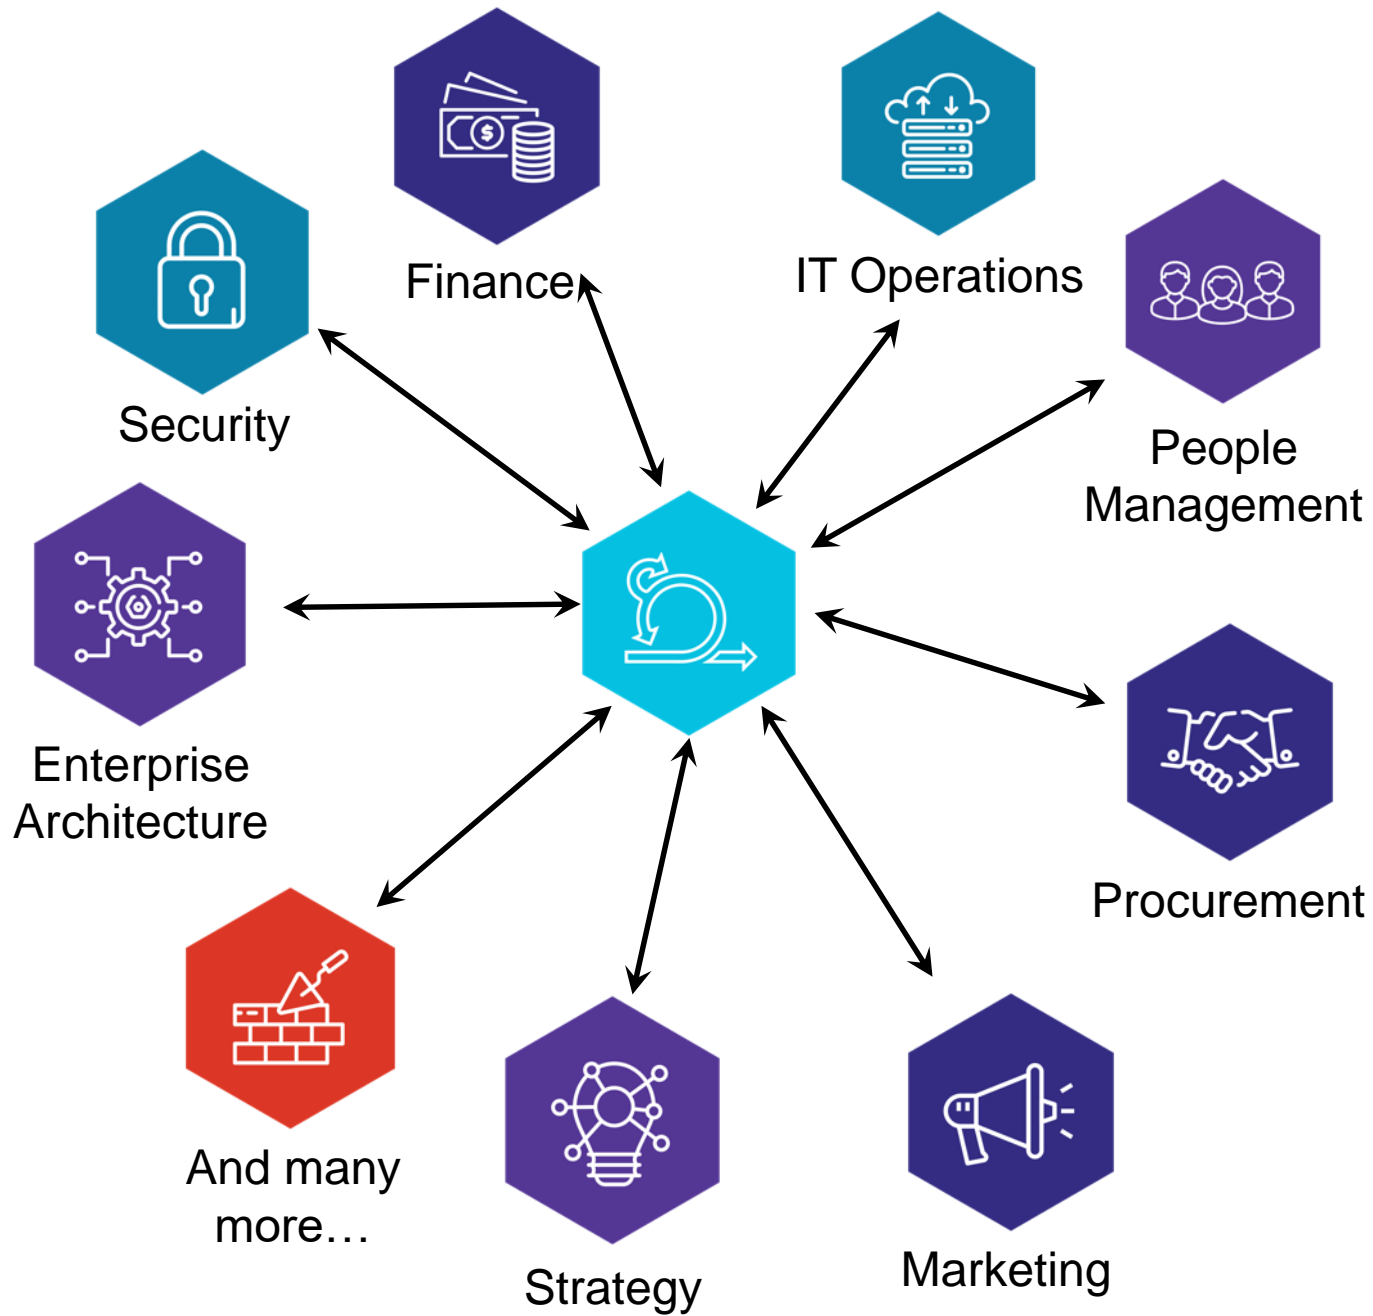 Finance
IT Operations
Security
People
Management
Enterprise
Architecture
Procurement
And many
more…
Strategy
Marketing